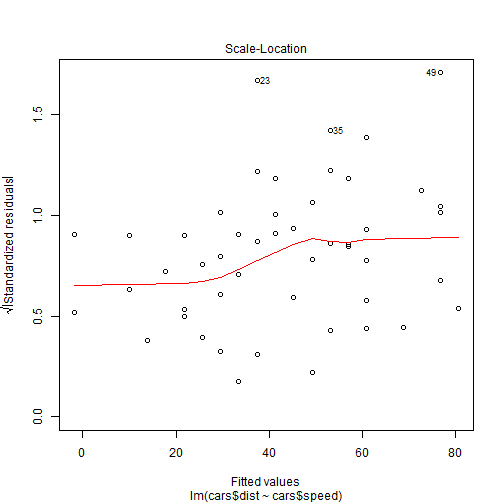 Scale-Location
√|Standardized residuals|
1.5
1.0
0.5
0.0
23
49
35
0 20 40 60 80
Fitted values
lm(cars$dist ~ cars$speed)